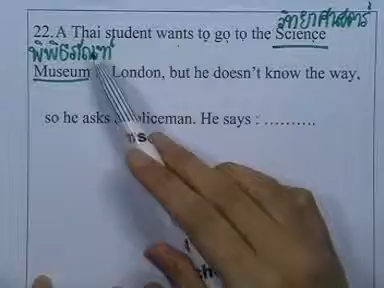 วิทยาศาสตร์
22. A Thai student wants to go to the Science
พิพิธภัณฑ์
Museum London, but he doesn't know the way,
so he asks policeman. He says : ..........